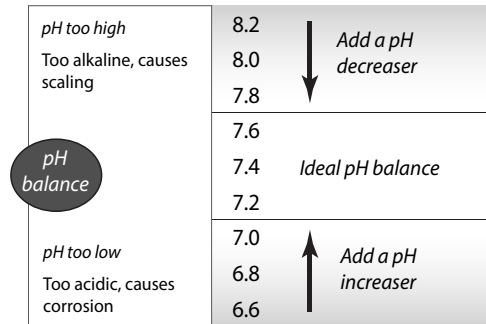 pH too high
Too alkaline, causes
scaling
8.2
8.0
7.8
Add a pH
decreaser
pH
balance
7.6
7.4
7.2
Ideal pH balance
pH too low
Too acidic, causes
corrosion
7.0
6.8
6.6
Add a pH
increaser